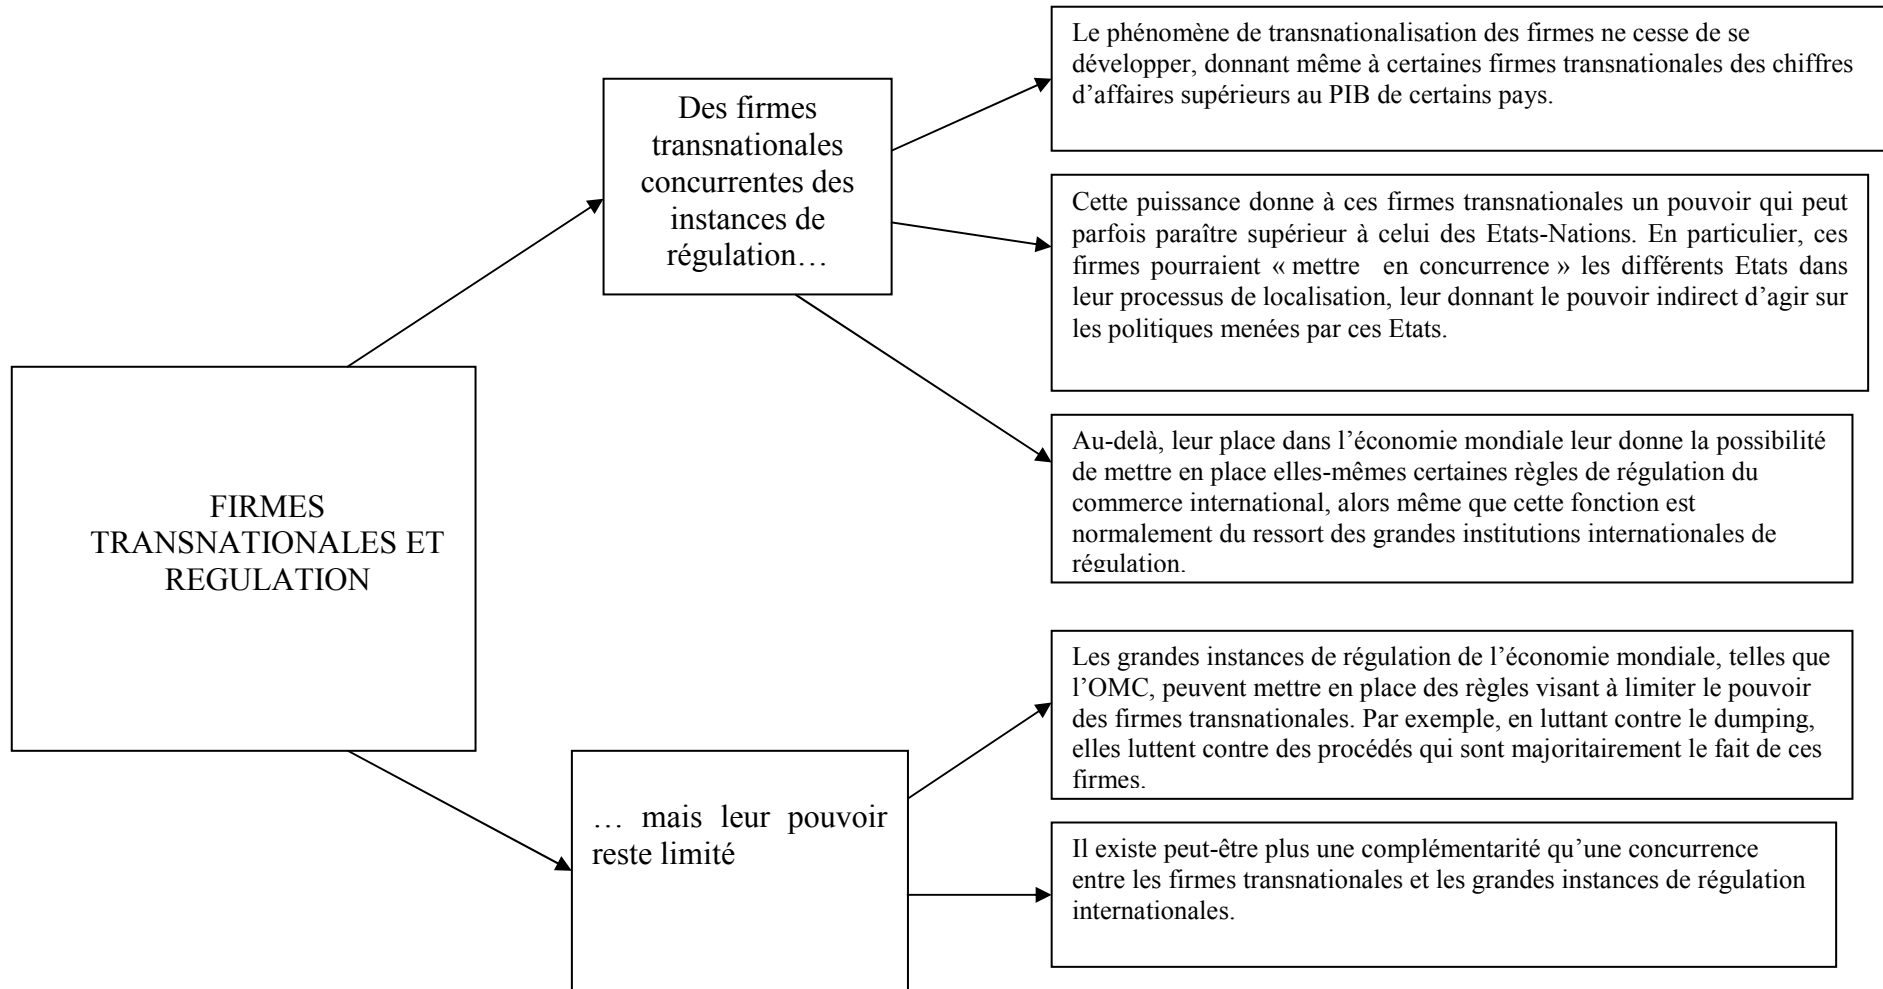 FIRMES
TRANSNATIONALES ET
REGULATION
Des firmes
transnationales
concurrentes des
instances de
régulation…
Le phénomène de transnationalisation des firmes ne cesse de se
développer, donnant même à certaines firmes transnationales des chiffres
d’affaires supérieurs au PIB de certains pays.
Cette puissance donne à ces firmes transnationales un pouvoir qui peut
parfois paraître supérieur à celui des Etats-Nations. En particulier, ces
firmes pourraient « mettre en concurrence » les différents Etats dans
leur processus de localisation, leur donnant le pouvoir indirect d’agir sur
les politiques menées par ces Etats.
Au-delà, leur place dans l’économie mondiale leur donne la possibilité
de mettre en place elles-mêmes certaines règles de régulation du
commerce international, alors même que cette fonction est
normalement du ressort des grandes institutions internationales de
régulation.
… mais leur pouvoir
reste limité
Les grandes instances de régulation de l’économie mondiale, telles que
l’OMC, peuvent mettre en place des règles visant à limiter le pouvoir
des firmes transnationales. Par exemple, en luttant contre le dumping,
elles luttent contre des procédés qui sont majoritairement le fait de ces
firmes.
Il existe peut-être plus une complémentarité qu’une concurrence
entre les firmes transnationales et les grandes instances de régulation
internationales.